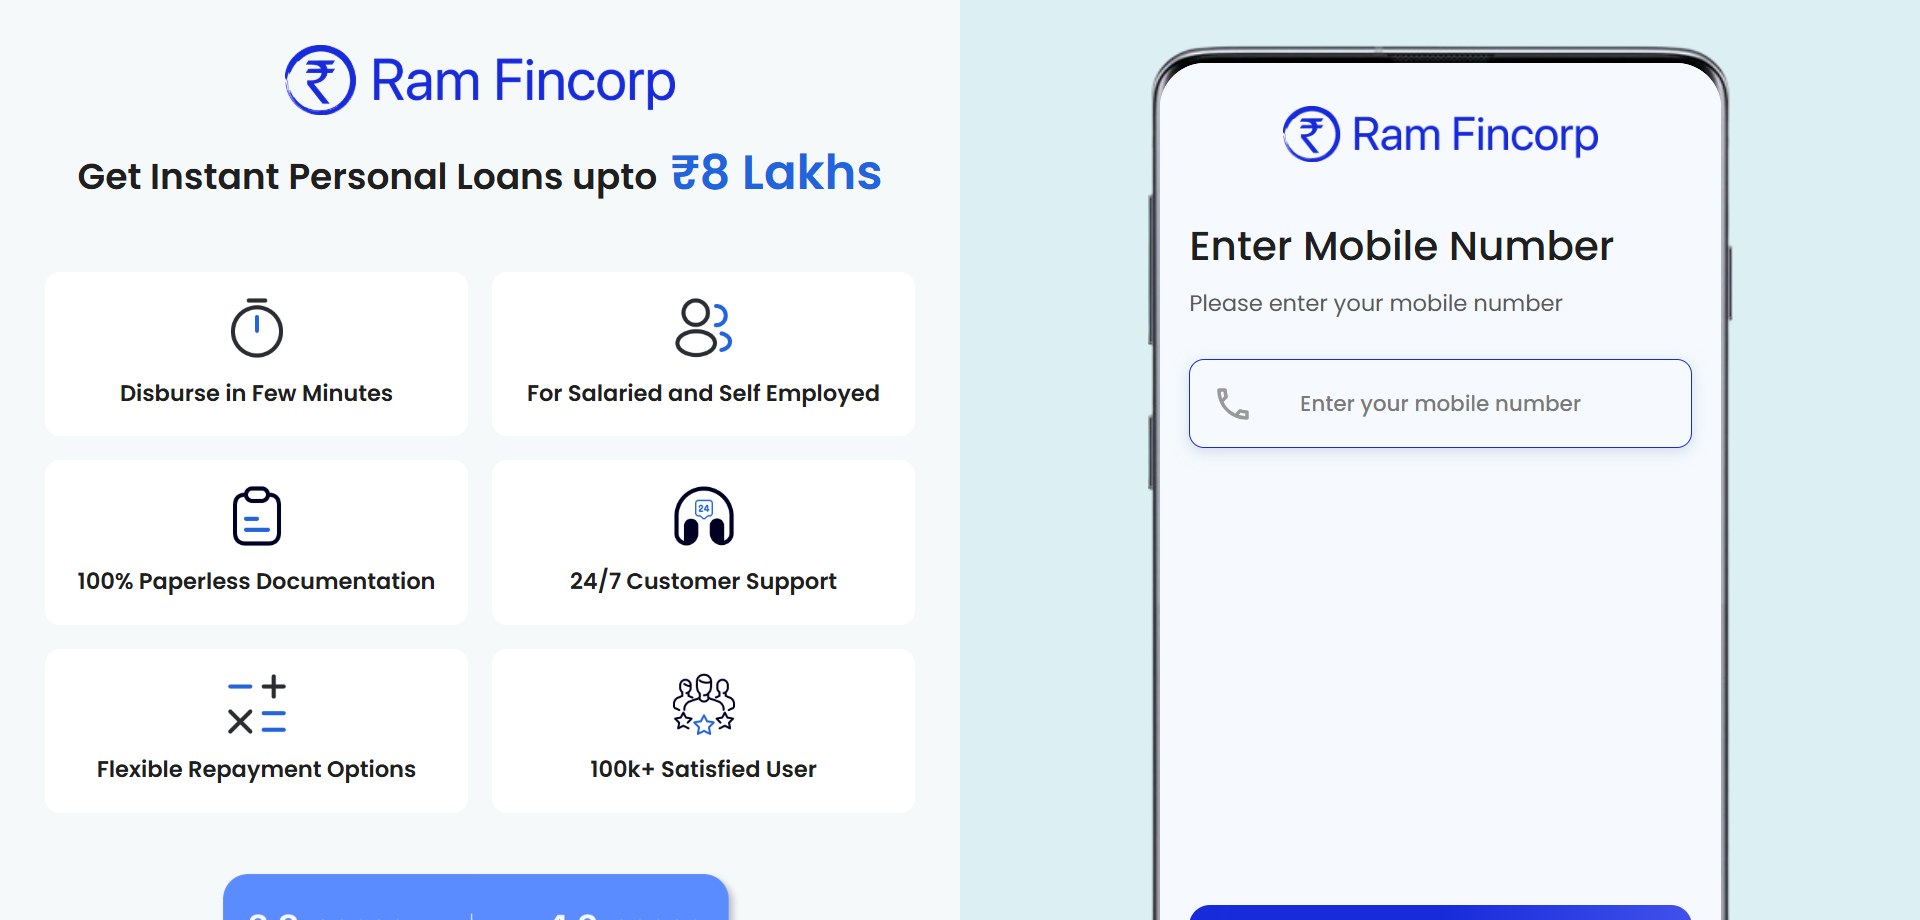 Ram Fincorp
Get Instant Personal Loans upto ₹8 Lakhs
Disburse in Few Minutes
For Salaried and Self Employed
24
100% Paperless Documentation
24/7 Customer Support
Flexible Repayment Options
100k+ Satisfied User
Ram Fincorp
Enter Mobile Number
Please enter your mobile number
Enter your mobile number